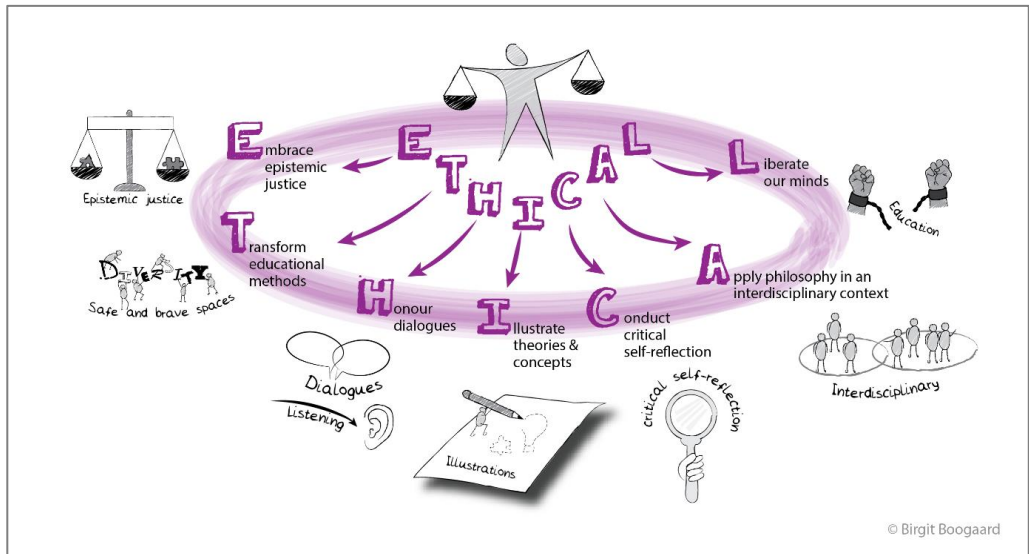 ETHICAL
Embrace
epistemic
justice
Transform
educational
methods
Honour
dialogues
Illustrate
theories &
concepts
Conduct
critical
self-reflection
Apply philosophy in an
interdisciplinary context
Liberate
our minds
Epistemic justice
DIVERSITY
Safe and brave spaces
Dialogues
Listening
Illustrations
critical self-reflection
Interdisciplinary
Education
© Birgit Boogaard